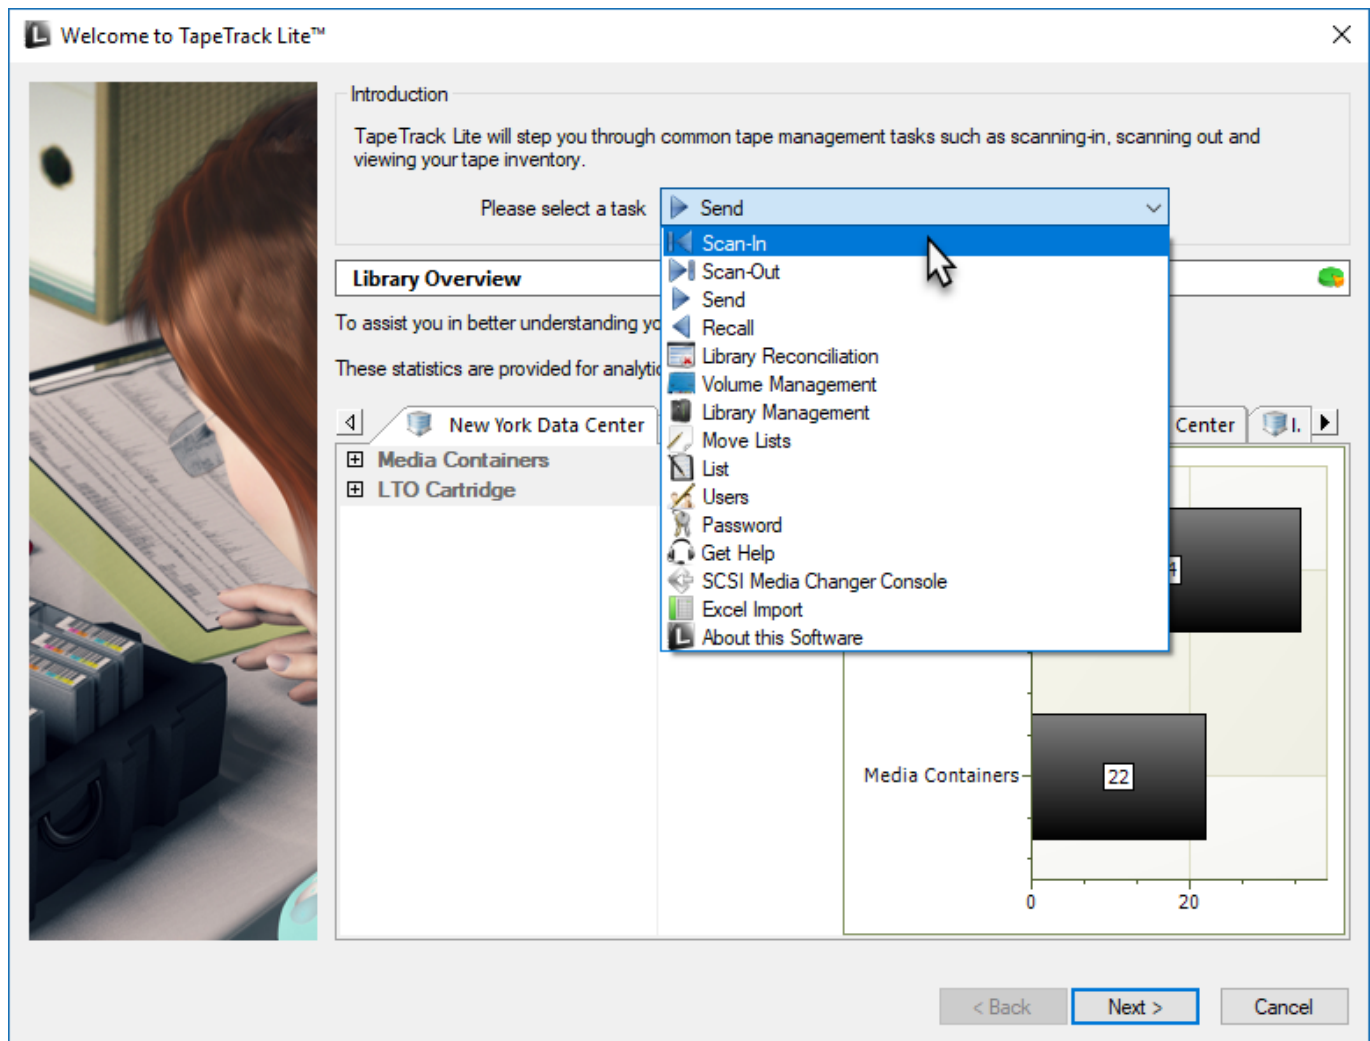 Welcome to TapeTrack Lite™
Introduction
TapeTrack Lite will step you through common tape management tasks such as scanning-in, scanning out and
viewing your tape inventory.
Please select a task
Send
Scan-In
Scan-Out
Send
Recall
Library Reconciliation
Volume Management
Library Management
Move Lists
List
Users
Password
Get Help
SCSI Media Changer Console
Excel Import
About this Software
Library Overview
To assist you in better understanding
These statistics are provided for
New York Data Center
Center
Media Containers
LTO Cartridge
4
Media Containers
22
0
20
< Back
Next >
Cancel